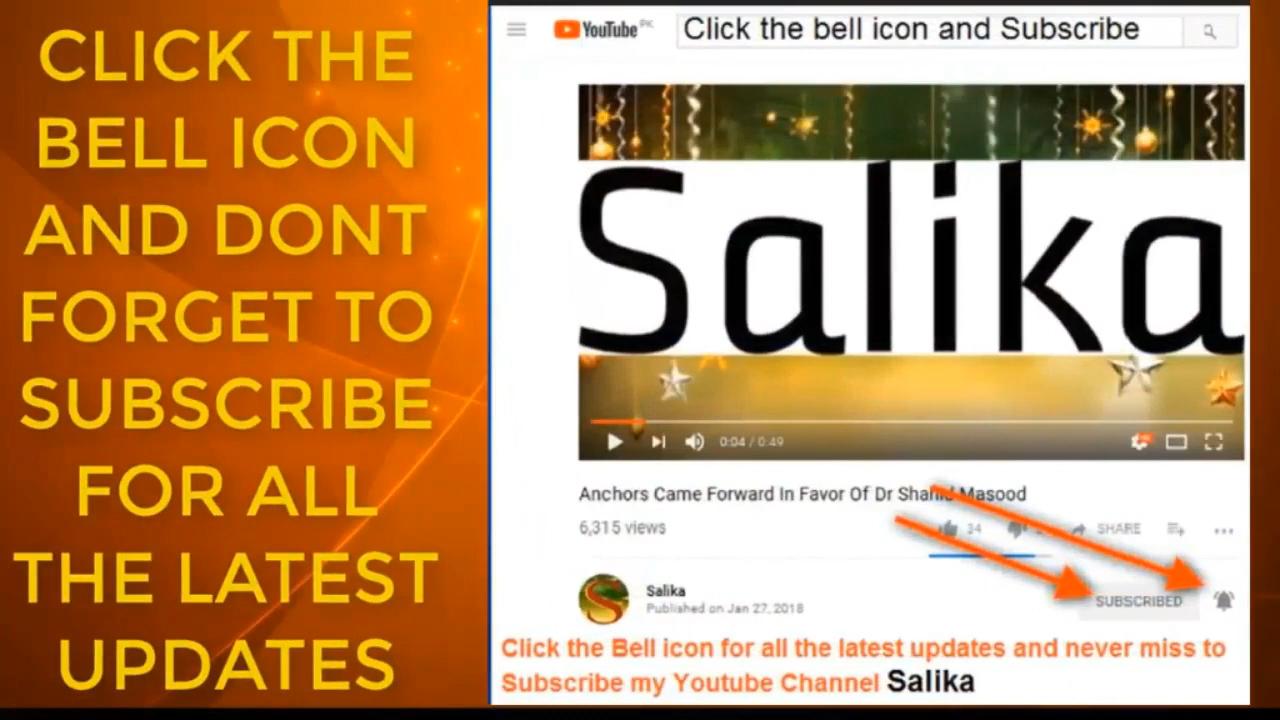 CLICK THE
BELL ICON
AND DONT
FORGET TO
SUBSCRIBE
FOR ALL
THE LATEST
UPDATES
YouTube PK
Click the bell icon and Subscribe
Salika
0:04 / 0:49
Anchors Came Forward In Favor Of Dr Shahid Masood
6,315 views
34
SHARE
Salika
Published on Jan 27, 2018
SUBSCRIBED
Click the Bell icon for all the latest updates and never miss to
Subscribe my Youtube Channel Salika